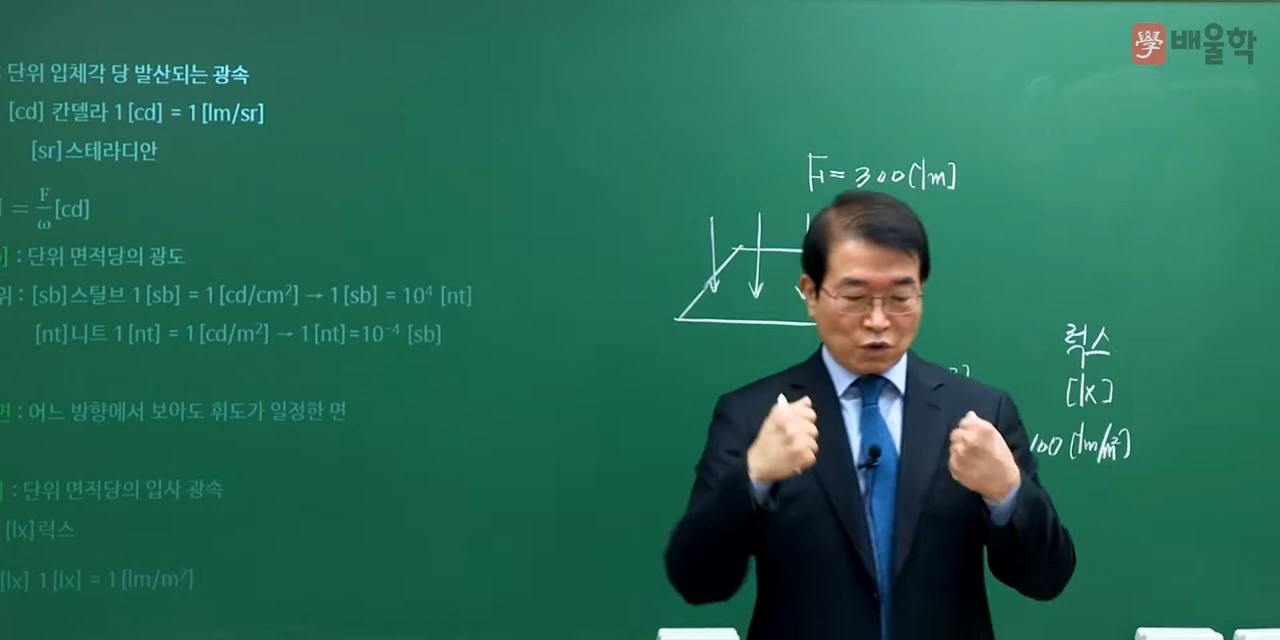 : 단위 입체각 당 발산되는 광속
[cd] 칸델라 1[cd] = 1[lm/sr]
[sr]스테라디안
= F/ω [cd]
] : 단위 면적당의 광도
위 : [sb]스틸브 1[sb] = 1[cd/cm²] → 1[sb] = 10⁴ [nt]
[nt]니트 1[nt] = 1[cd/m²] → 1[nt]=10⁻⁴ [sb]
면 : 어느 방향에서 보아도 휘도가 일정한 면
] : 단위 면적당의 입사 광속
[lx]럭스
[lx] 1[lx] = 1[lm/m²]
學 배울학
F = 300[lm]
럭스
[lx]
100 [lm/m²]